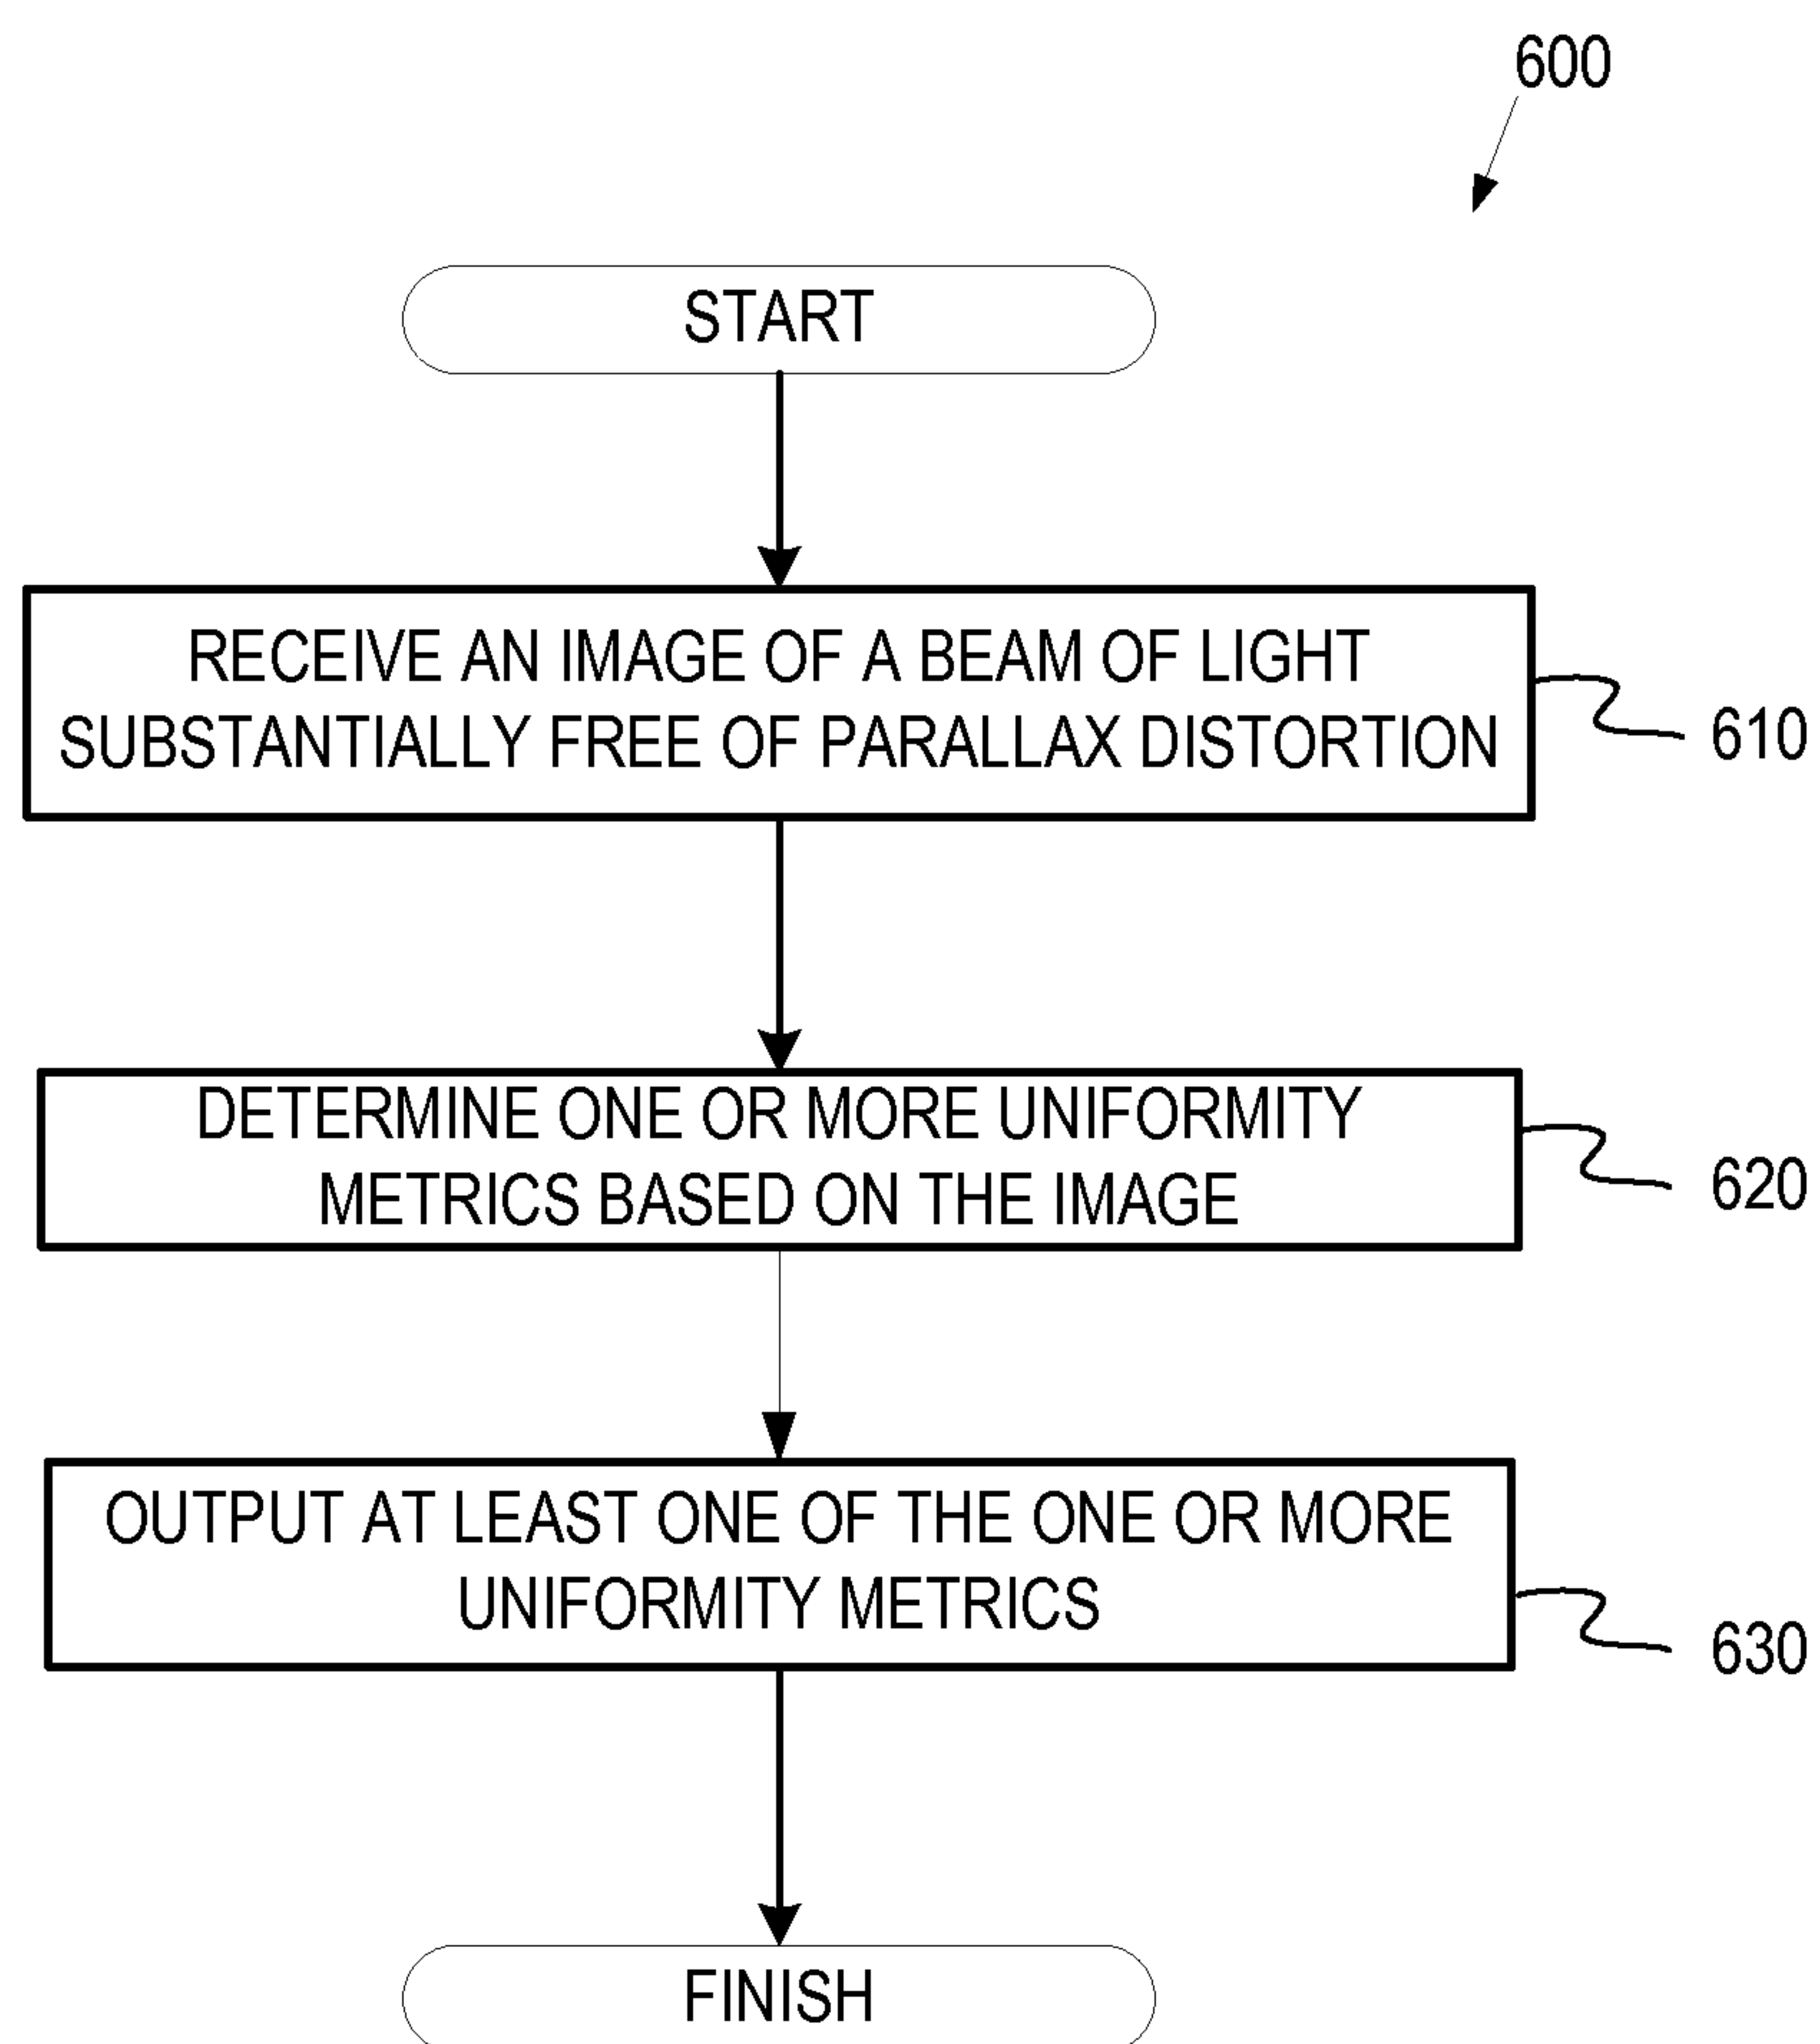 600
START
RECEIVE AN IMAGE OF A BEAM OF LIGHT
SUBSTANTIALLY FREE OF PARALLAX DISTORTION
610
DETERMINE ONE OR MORE UNIFORMITY
METRICS BASED ON THE IMAGE
620
OUTPUT AT LEAST ONE OF THE ONE OR MORE
UNIFORMITY METRICS
630
FINISH